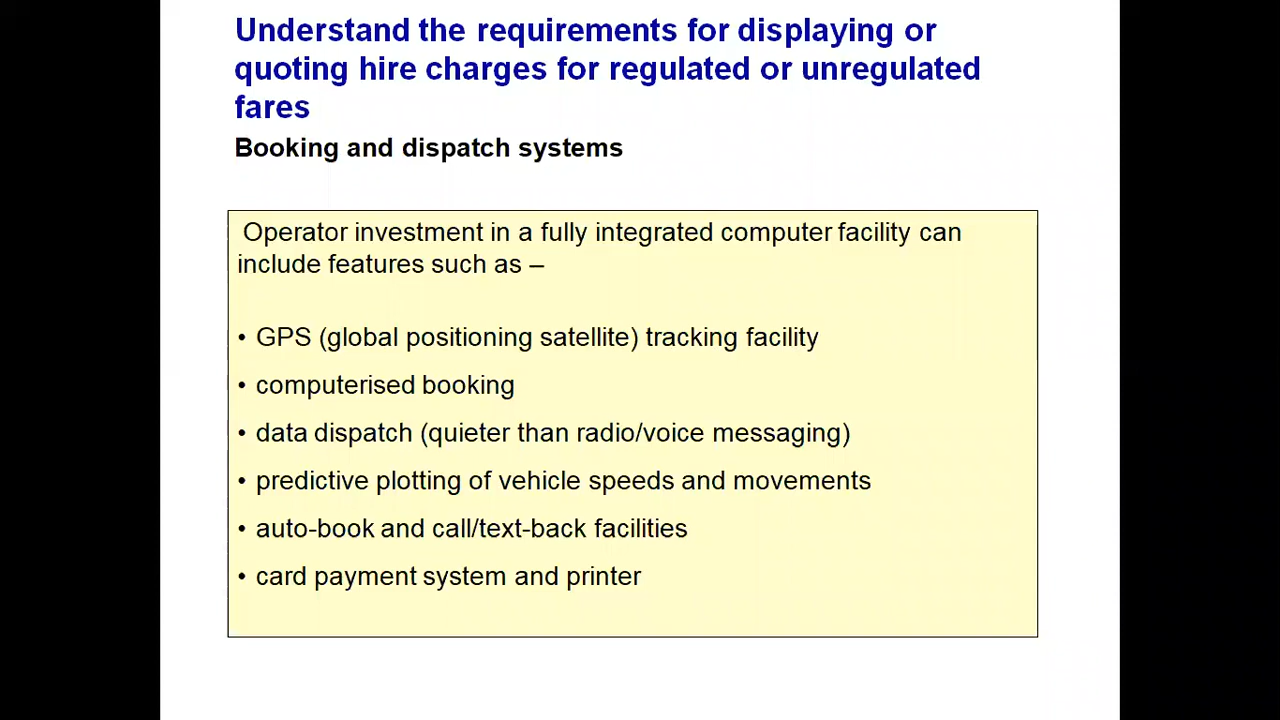 Understand the requirements for displaying or
quoting hire charges for regulated or unregulated
fares
Booking and dispatch systems
Operator investment in a fully integrated computer facility can
include features such as –
• GPS (global positioning satellite) tracking facility
• computerised booking
• data dispatch (quieter than radio/voice messaging)
• predictive plotting of vehicle speeds and movements
• auto-book and call/text-back facilities
• card payment system and printer